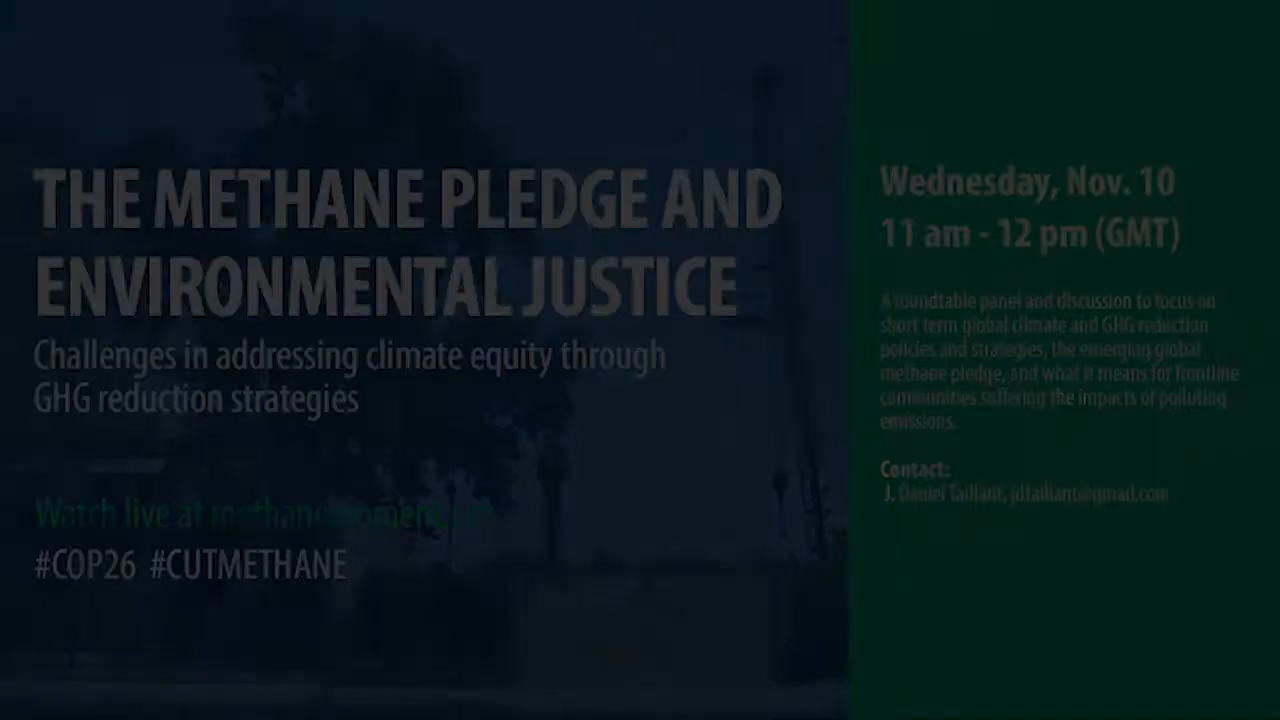 THE METHANE PLEDGE AND
ENVIRONMENTAL JUSTICE
Challenges in addressing climate equity through
GHG reduction strategies
Watch live at
#COP26 #CUTMETHANE
Wednesday, Nov. 10
11 am - 12 pm (GMT)
A roundtable panel and discussion to focus on
short term global climate and GHG reduction
policies and strategies, the emerging global
methane pledge, and what it means for frontline
communities suffering the impacts of polluting
emissions.
Contact:
J. Daniel Taillant, jdtaillant@gmail.com